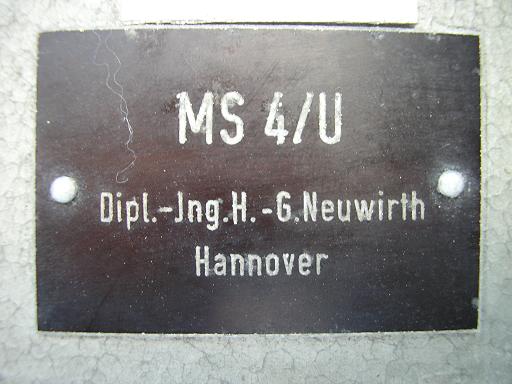 MS 4/U
Dipl.-Jng.H.-G.Neuwirth
Hannover